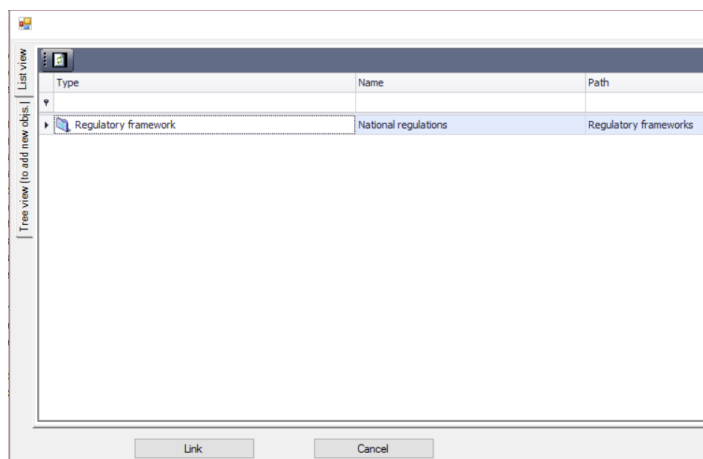 List view
Tree view (to add new objs.)
Type Name Path
Regulatory framework National regulations Regulatory frameworks
Link Cancel